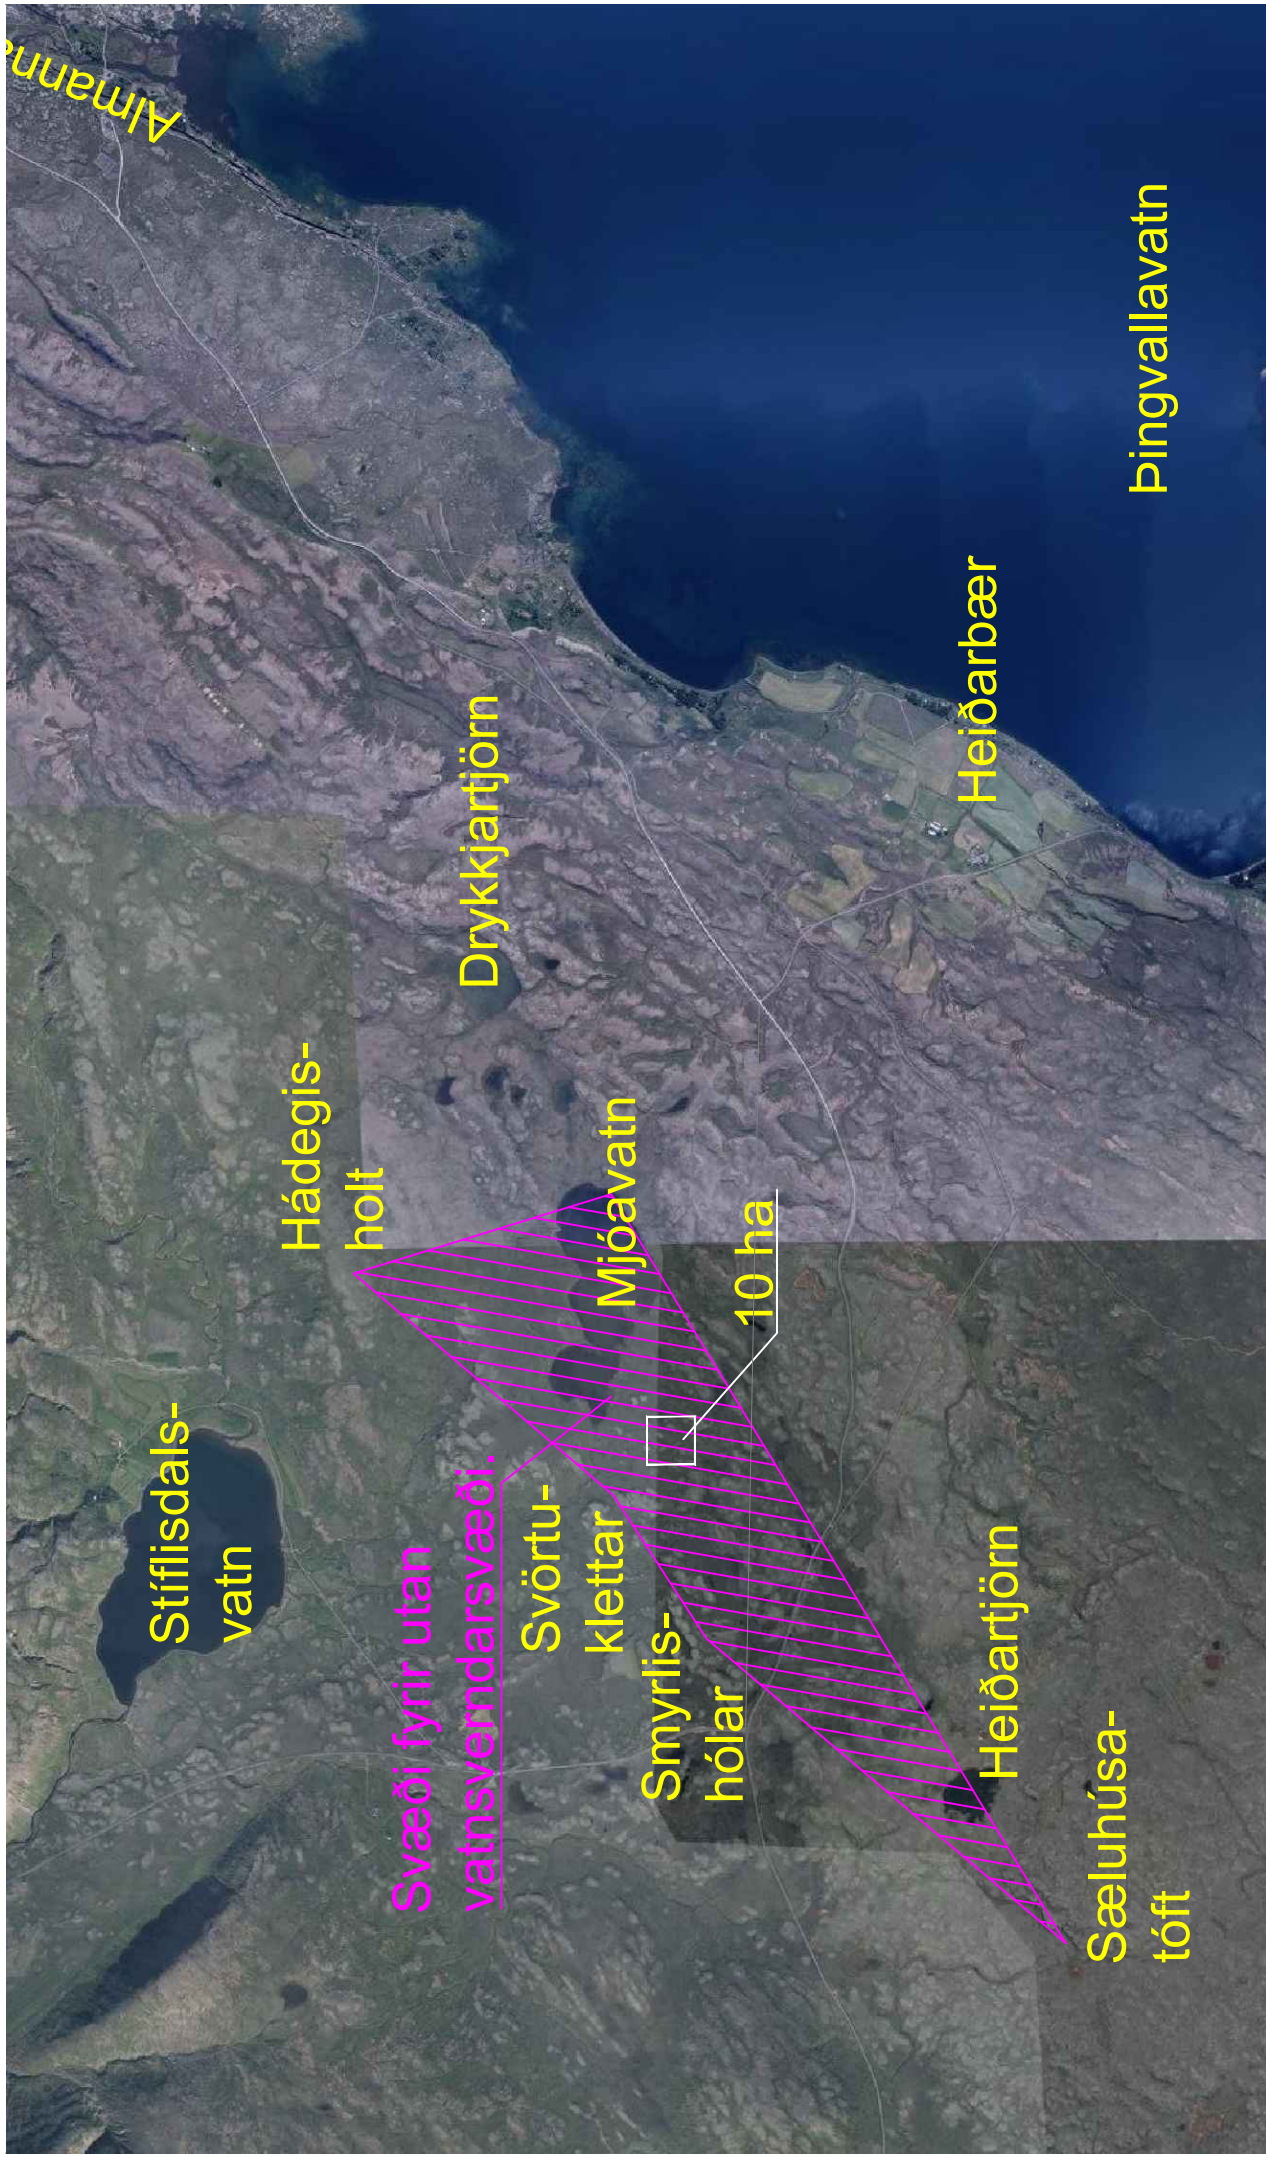 Stíflisdals-
vatn
Hádegis-
holt
Almanna
Svæði fyrir utan
vatnsverndarsvæði.
Drykkjartjörn
Svörtu-
klettar
Mjóavatn
Smyrlis-
hólar
10 ha
Heiðartjörn
Heiðarbær
Sæluhúsa-
tóft
Þingvallavatn